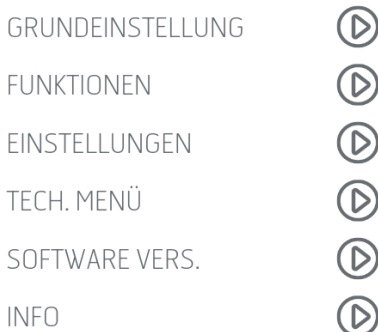 GRUNDEINSTELLUNG
FUNKTIONEN
EINSTELLUNGEN
TECH. MENÜ
SOFTWARE VERS.
INFO